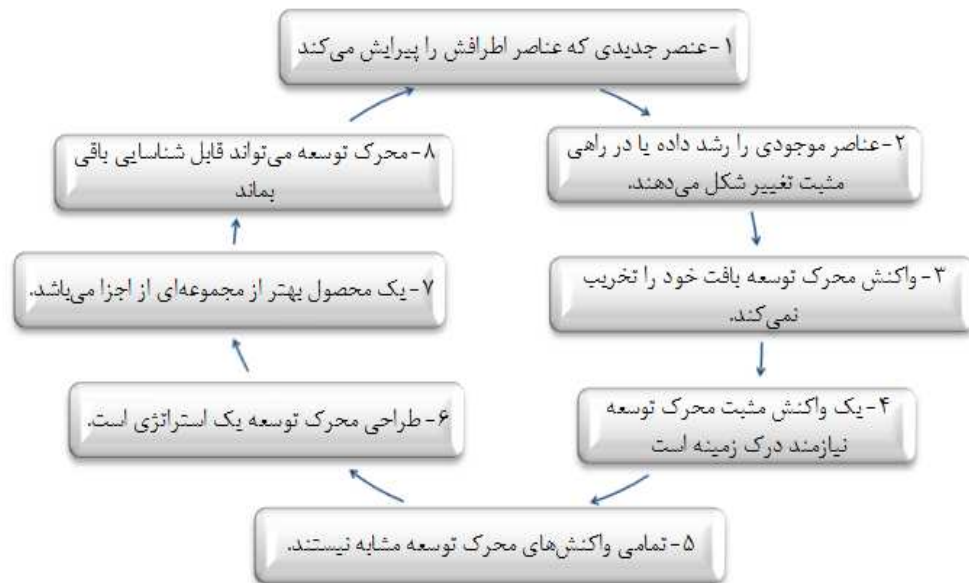 ۱-عنصر جدیدی که عناصر اطرافش را پیرایش می‌کند
۲-عناصر موجودی را رشد داده یا در راهی
مثبت تغییر شکل می‌دهند.
۳-واکنش محرک توسعه بافت خود را تخریب
نمی‌کند.
۴-یک واکنش مثبت محرک توسعه
نیازمند درک زمینه است
۵-تمامی واکنش‌های محرک توسعه مشابه نیستند.
۶-طراحی محرک توسعه یک استراتژی است.
۷-یک محصول بهتر از مجموعه‌ای از اجزا می‌باشد.
۸-محرک توسعه می‌تواند قابل شناسایی باقی
بماند